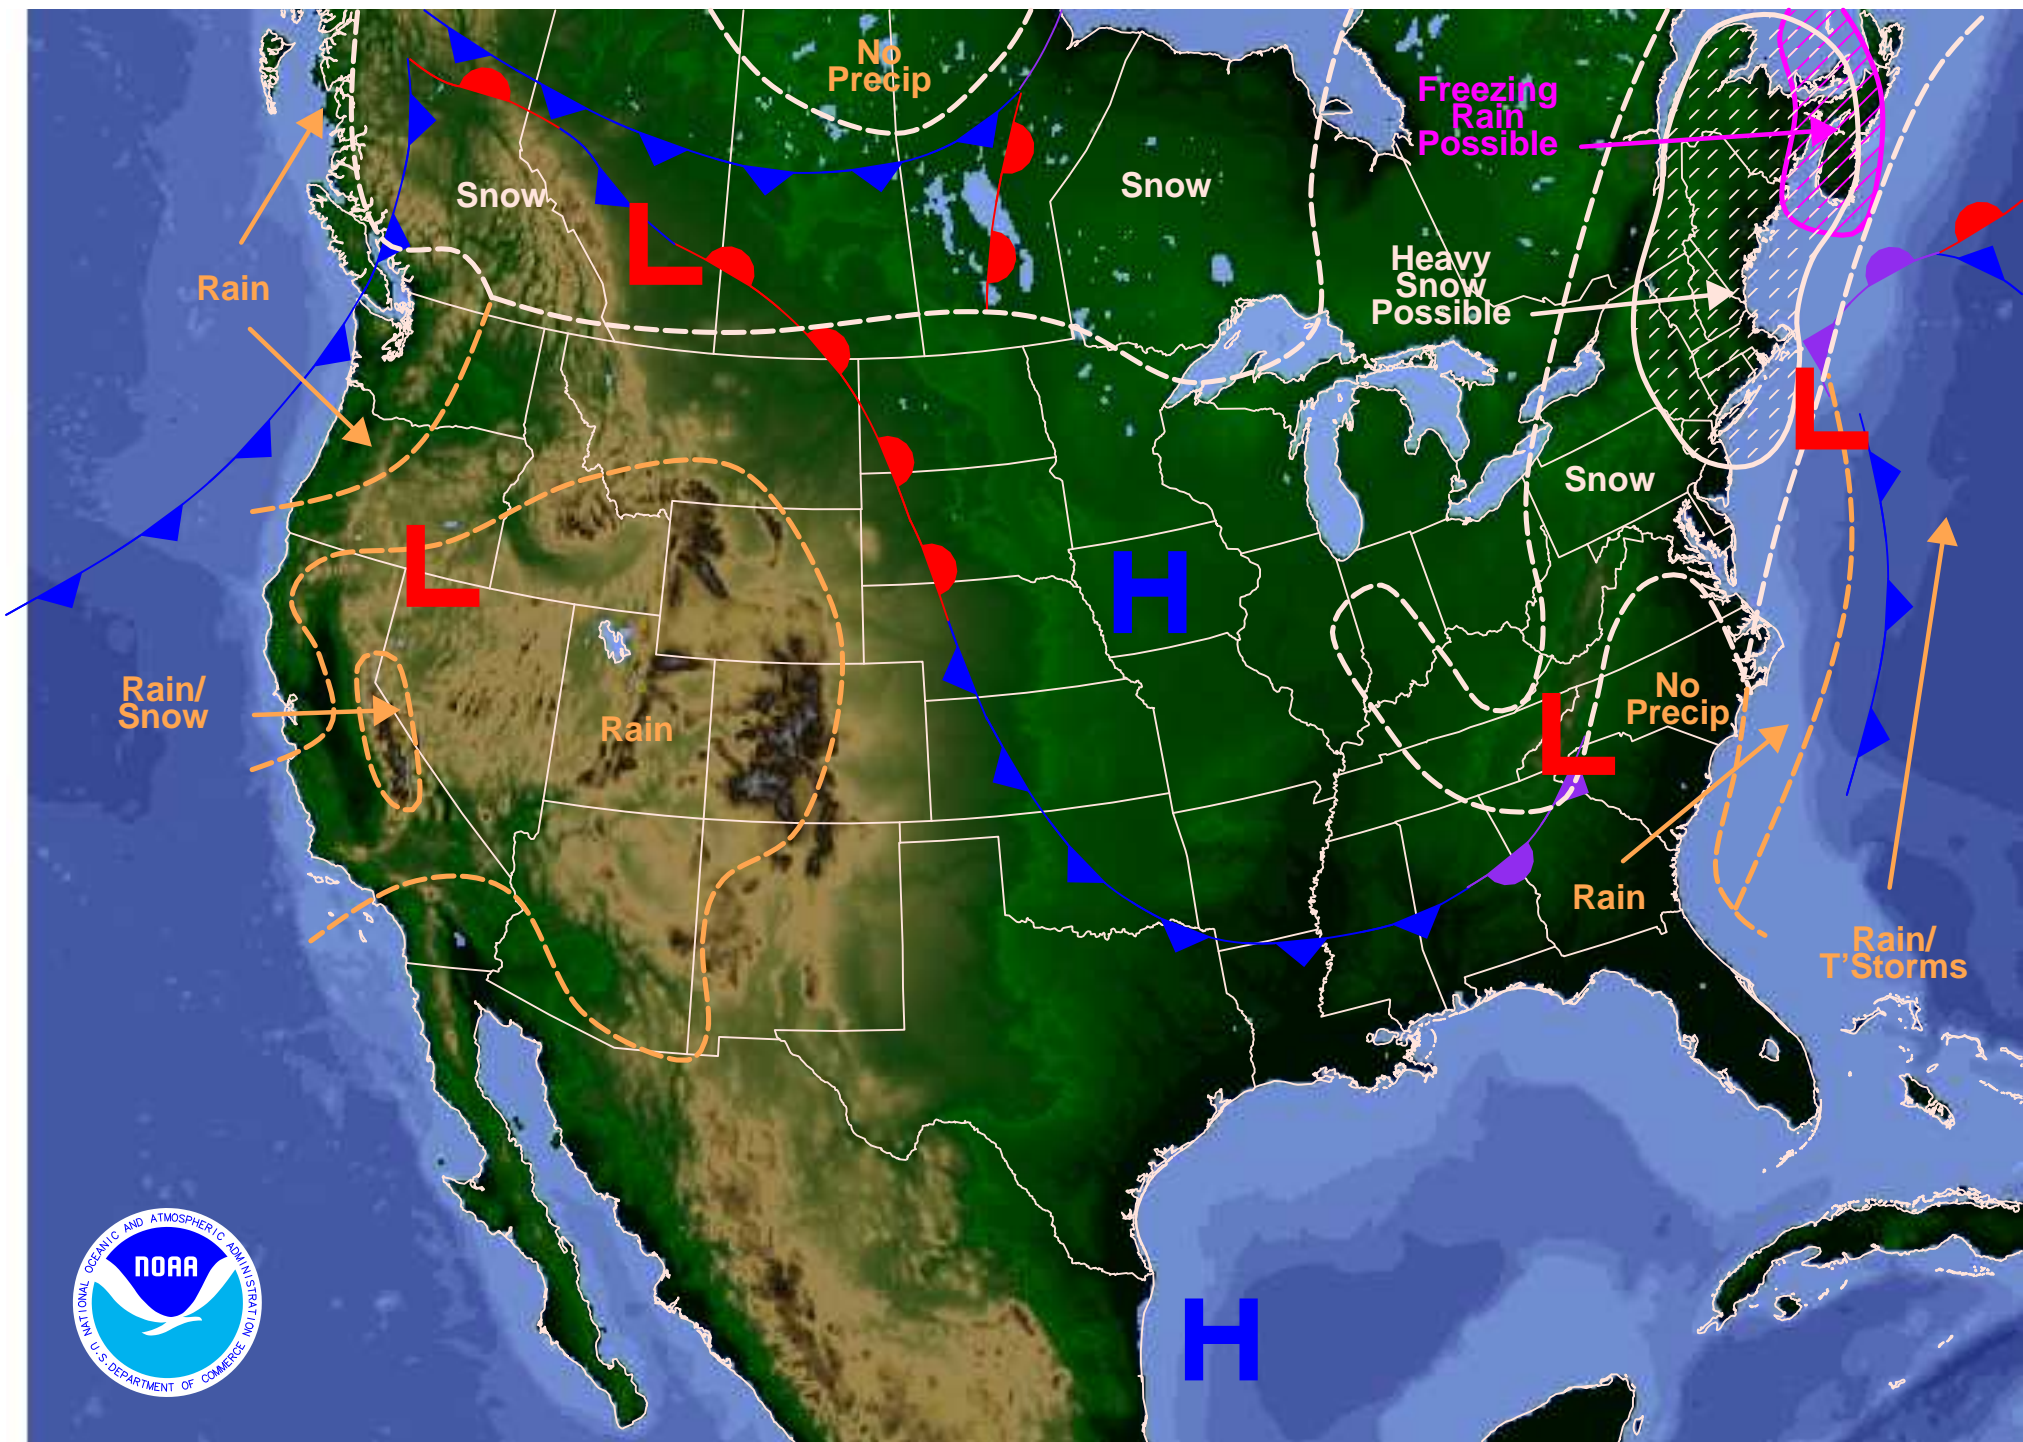 No
Precip
Freezing
Rain
Possible
Snow
Snow
Heavy
Snow
Possible
Rain
L
L
Snow
L
H
Rain/
Snow
Rain
No
Precip
L
Rain
Rain/
T'Storms
H
NATIONAL OCEANIC AND ATMOSPHERIC ADMINISTRATION
NOAA
U.S. DEPARTMENT OF COMMERCE